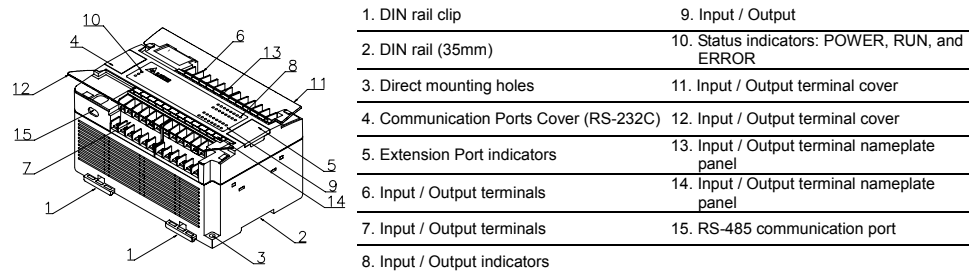 10
4
6
13
8
11
12
15
7
5
9
14
1
2
1
3
1. DIN rail clip
9. Input / Output
2. DIN rail (35mm)
10. Status indicators: POWER, RUN, and
ERROR
3. Direct mounting holes
11. Input / Output terminal cover
4. Communication Ports Cover (RS-232C)
12. Input / Output terminal cover
5. Extension Port indicators
13. Input / Output terminal nameplate
panel
6. Input / Output terminals
14. Input / Output terminal nameplate
panel
7. Input / Output terminals
15. RS-485 communication port
8. Input / Output indicators